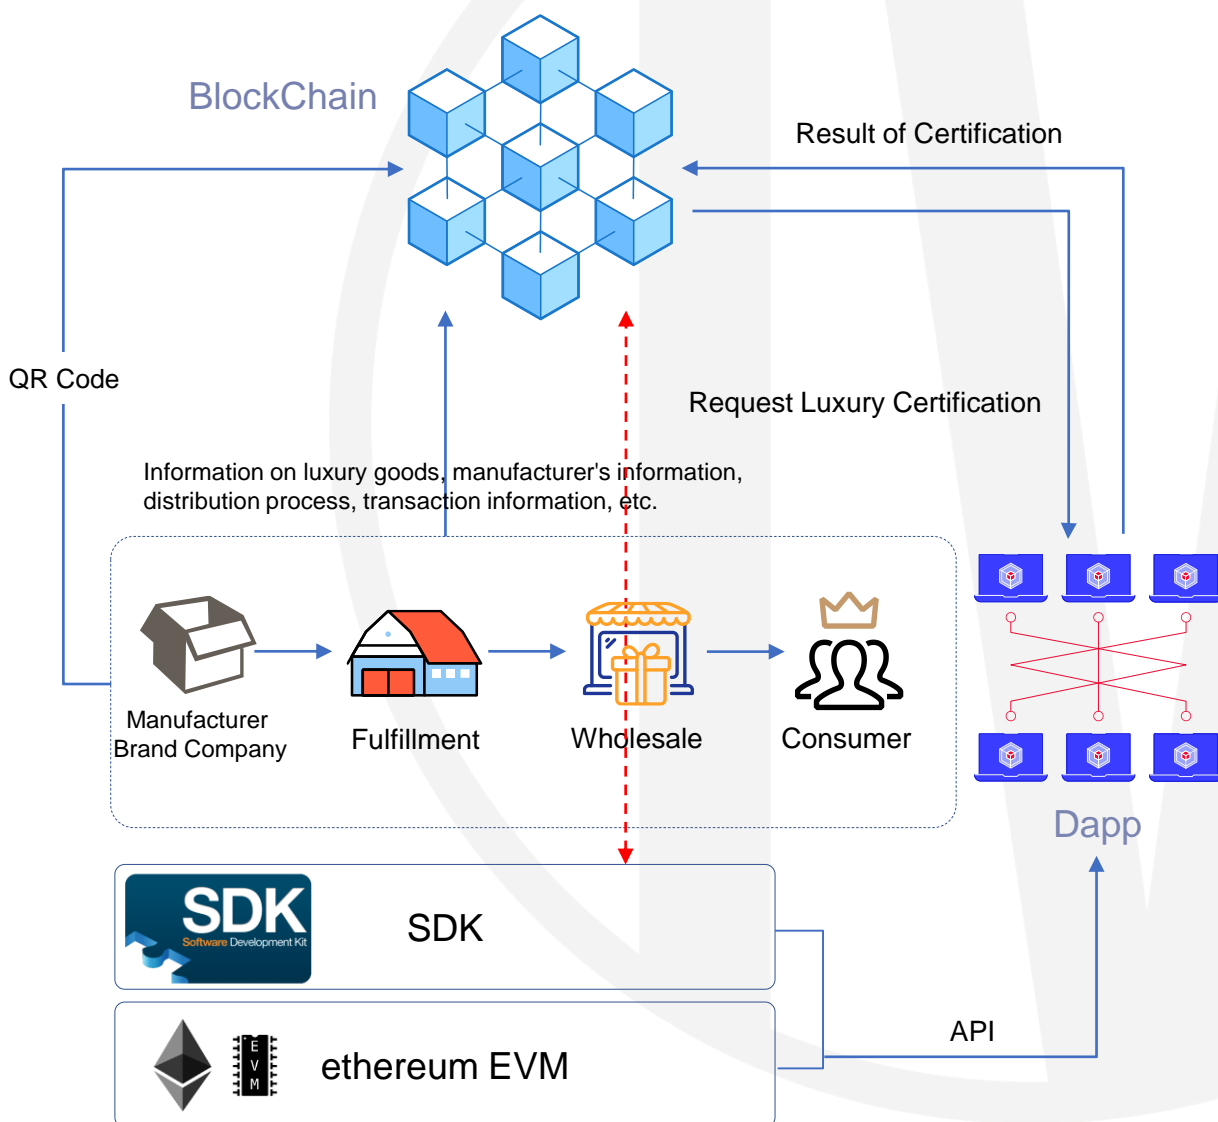 BlockChain
Result of Certification
QR Code
Request Luxury Certification
Information on luxury goods, manufacturer's information,
distribution process, transaction information, etc.
Manufacturer
Brand Company
Fulfillment
Wholesale
Consumer
Dapp
SDK
Software Development Kit
SDK
API
E
V
M
ethereum EVM